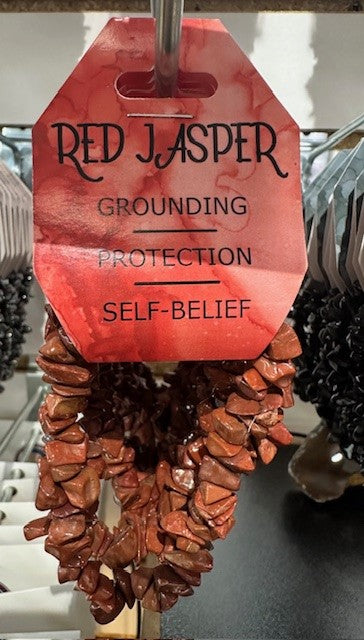 RED JASPER
GROUNDING
PROTECTION
SELF-BELIEF